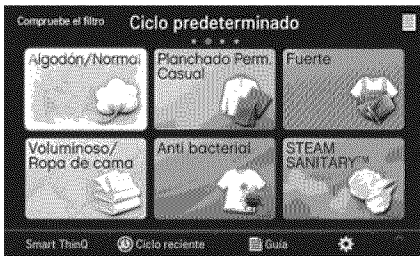 Compruebe el filtro
Ciclo predeterminado
Algodón/Normal
Planchado Perm.
Casual
Fuerte
Voluminoso/
Ropa de cama
Anti bacterial
STEAM
SANITARY™
Smart ThinQ
Ciclo reciente
Guía